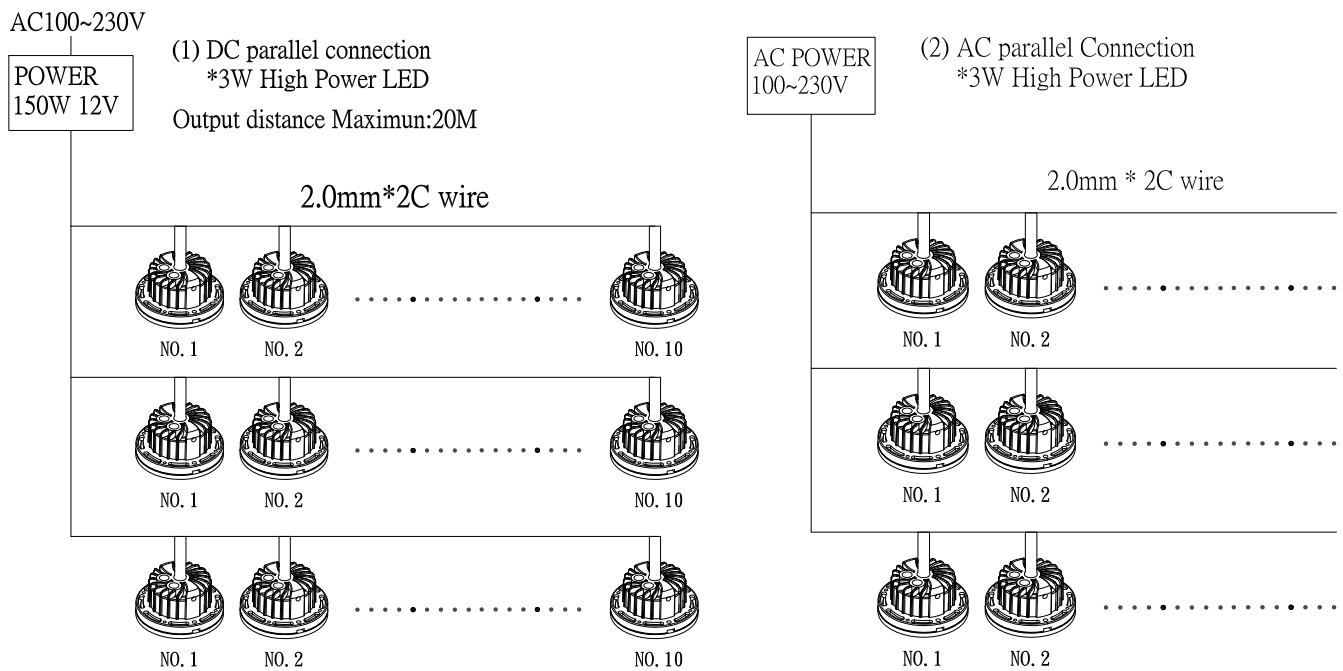 AC100~230V
POWER
150W 12V
(1) DC parallel connection
*3W High Power LED
Output distance Maximun:20M
2.0mm*2C wire
NO. 1
NO. 2
NO. 10
NO. 1
NO. 2
NO. 10
NO. 1
NO. 2
NO. 10
AC POWER
100~230V
(2) AC parallel Connection
*3W High Power LED
2.0mm * 2C wire
NO. 1
NO. 2
NO. 1
NO. 2
NO. 1
NO. 2